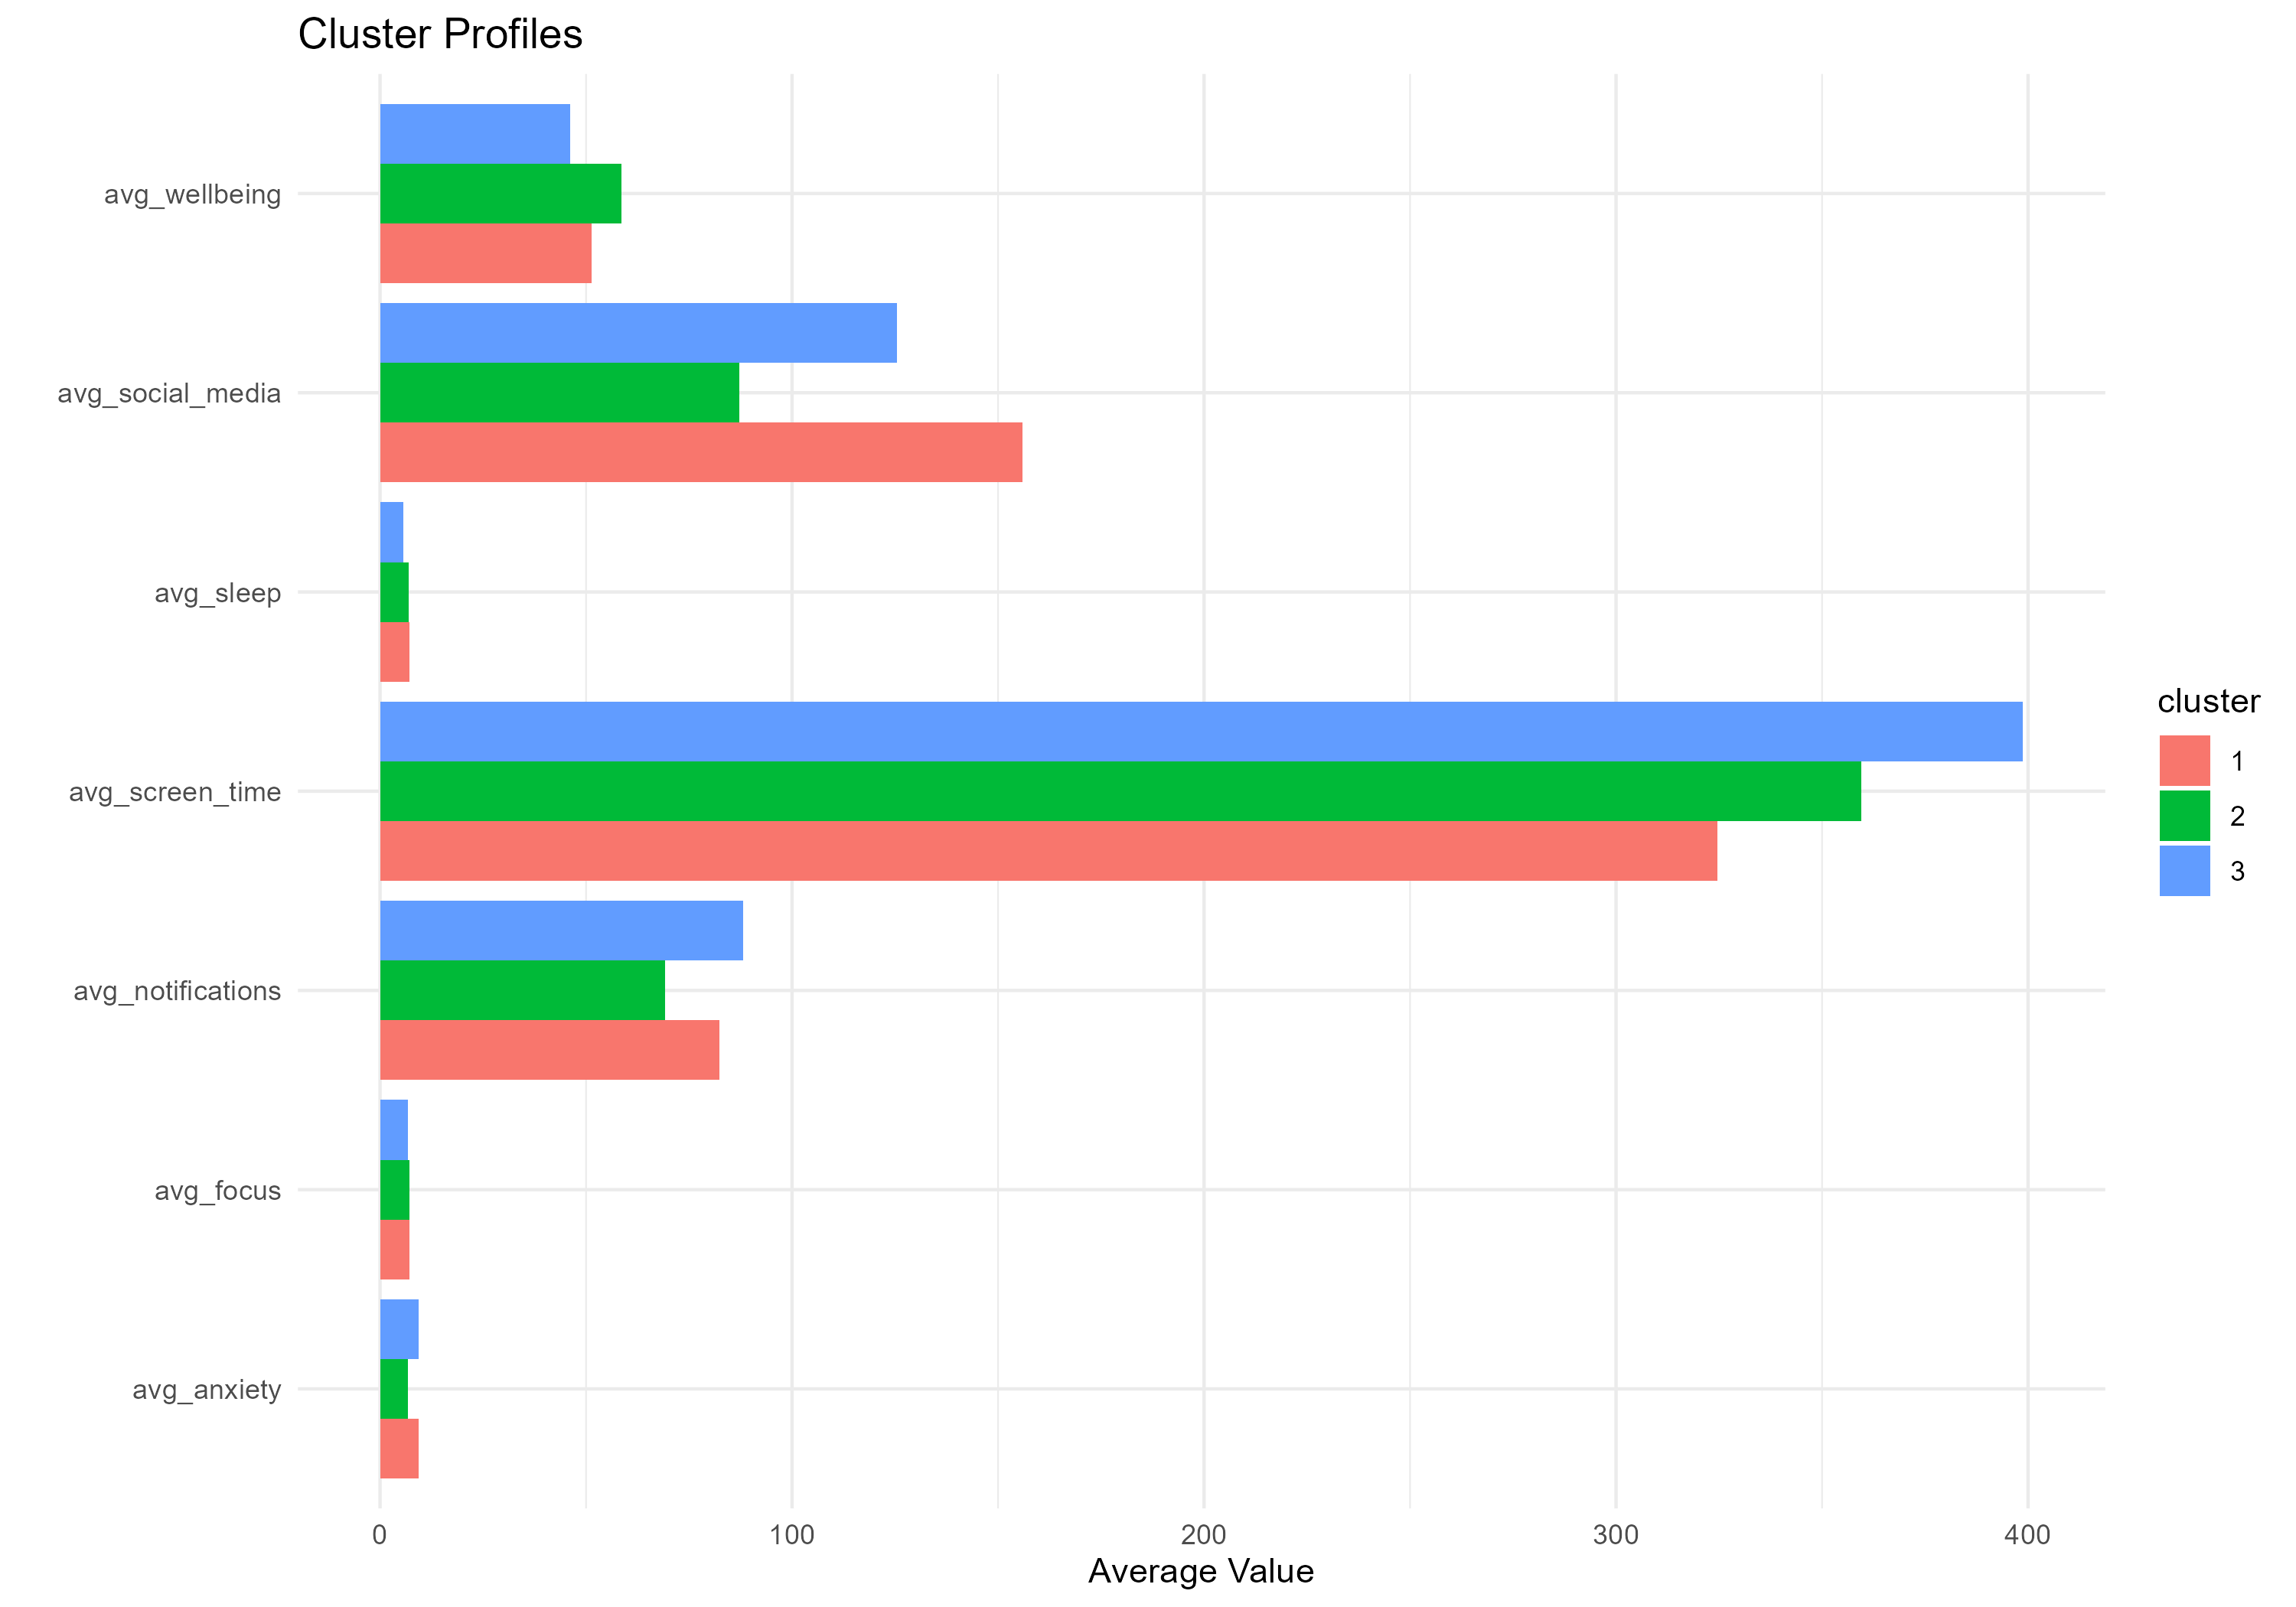 Cluster Profiles
avg_wellbeing
avg_social_media
avg_sleep
avg_screen_time
avg_notifications
avg_focus
avg_anxiety
0 100 200 300 400
Average Value
cluster
1
2
3